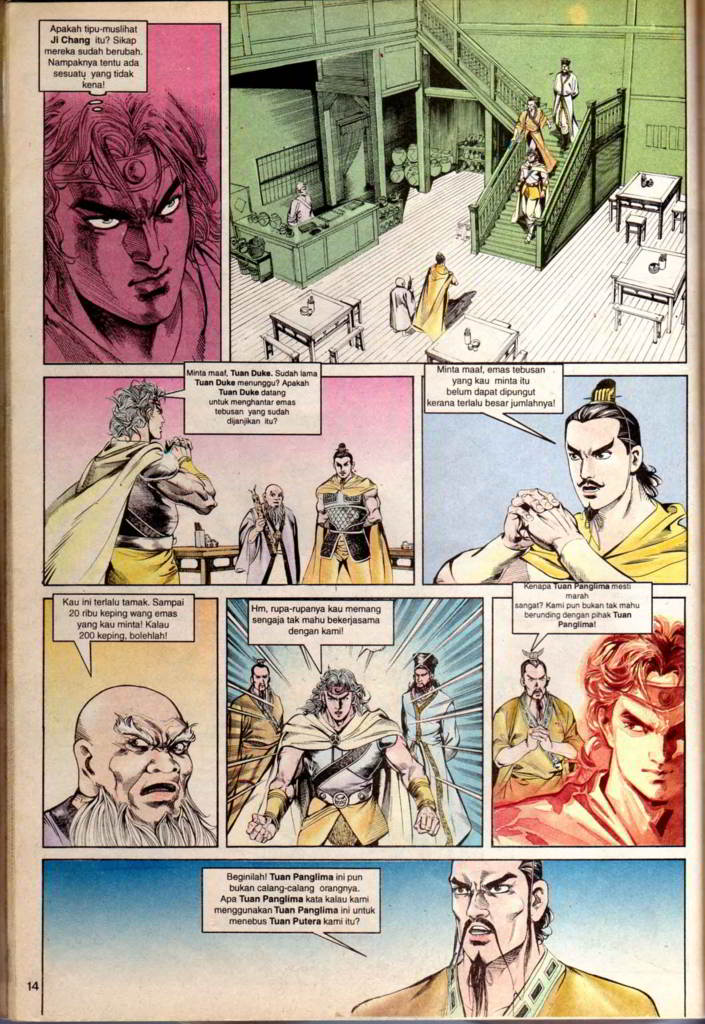 Apakah tipu-muslihat
Ji Chang itu? Sikap
mereka sudah berubah.
Nampaknya tentu ada
sesuatu yang tidak
kena!
Minta maaf, Tuan Duke. Sudah lama
Tuan Duke menunggu? Apakah
Tuan Duke datang
untuk menghantar emas
tebusan yang sudah
dijanjikan itu?
Minta maaf, emas tebusan
yang kau minta itu
belum dapat dipungut
kerana terlalu besar jumlahnya!
Kau ini terlalu tamak. Sampai
20 ribu keping wang emas
yang kau minta! Kalau
200 keping, bolehlah!
Hm, rupa-rupanya kau memang
sengaja tak mahu bekerjasama
dengan kami!
Kenapa Tuan Panglima mesti
marah
sangat? Kami pun bukan tak mahu
berunding dengan pihak Tuan
Panglima!
Beginilah! Tuan Panglima ini pun
bukan calang-calang orangnya.
Apa Tuan Panglima kata kalau kami
menggunakan Tuan Panglima ini untuk
menebus Tuan Putera kami itu?
14